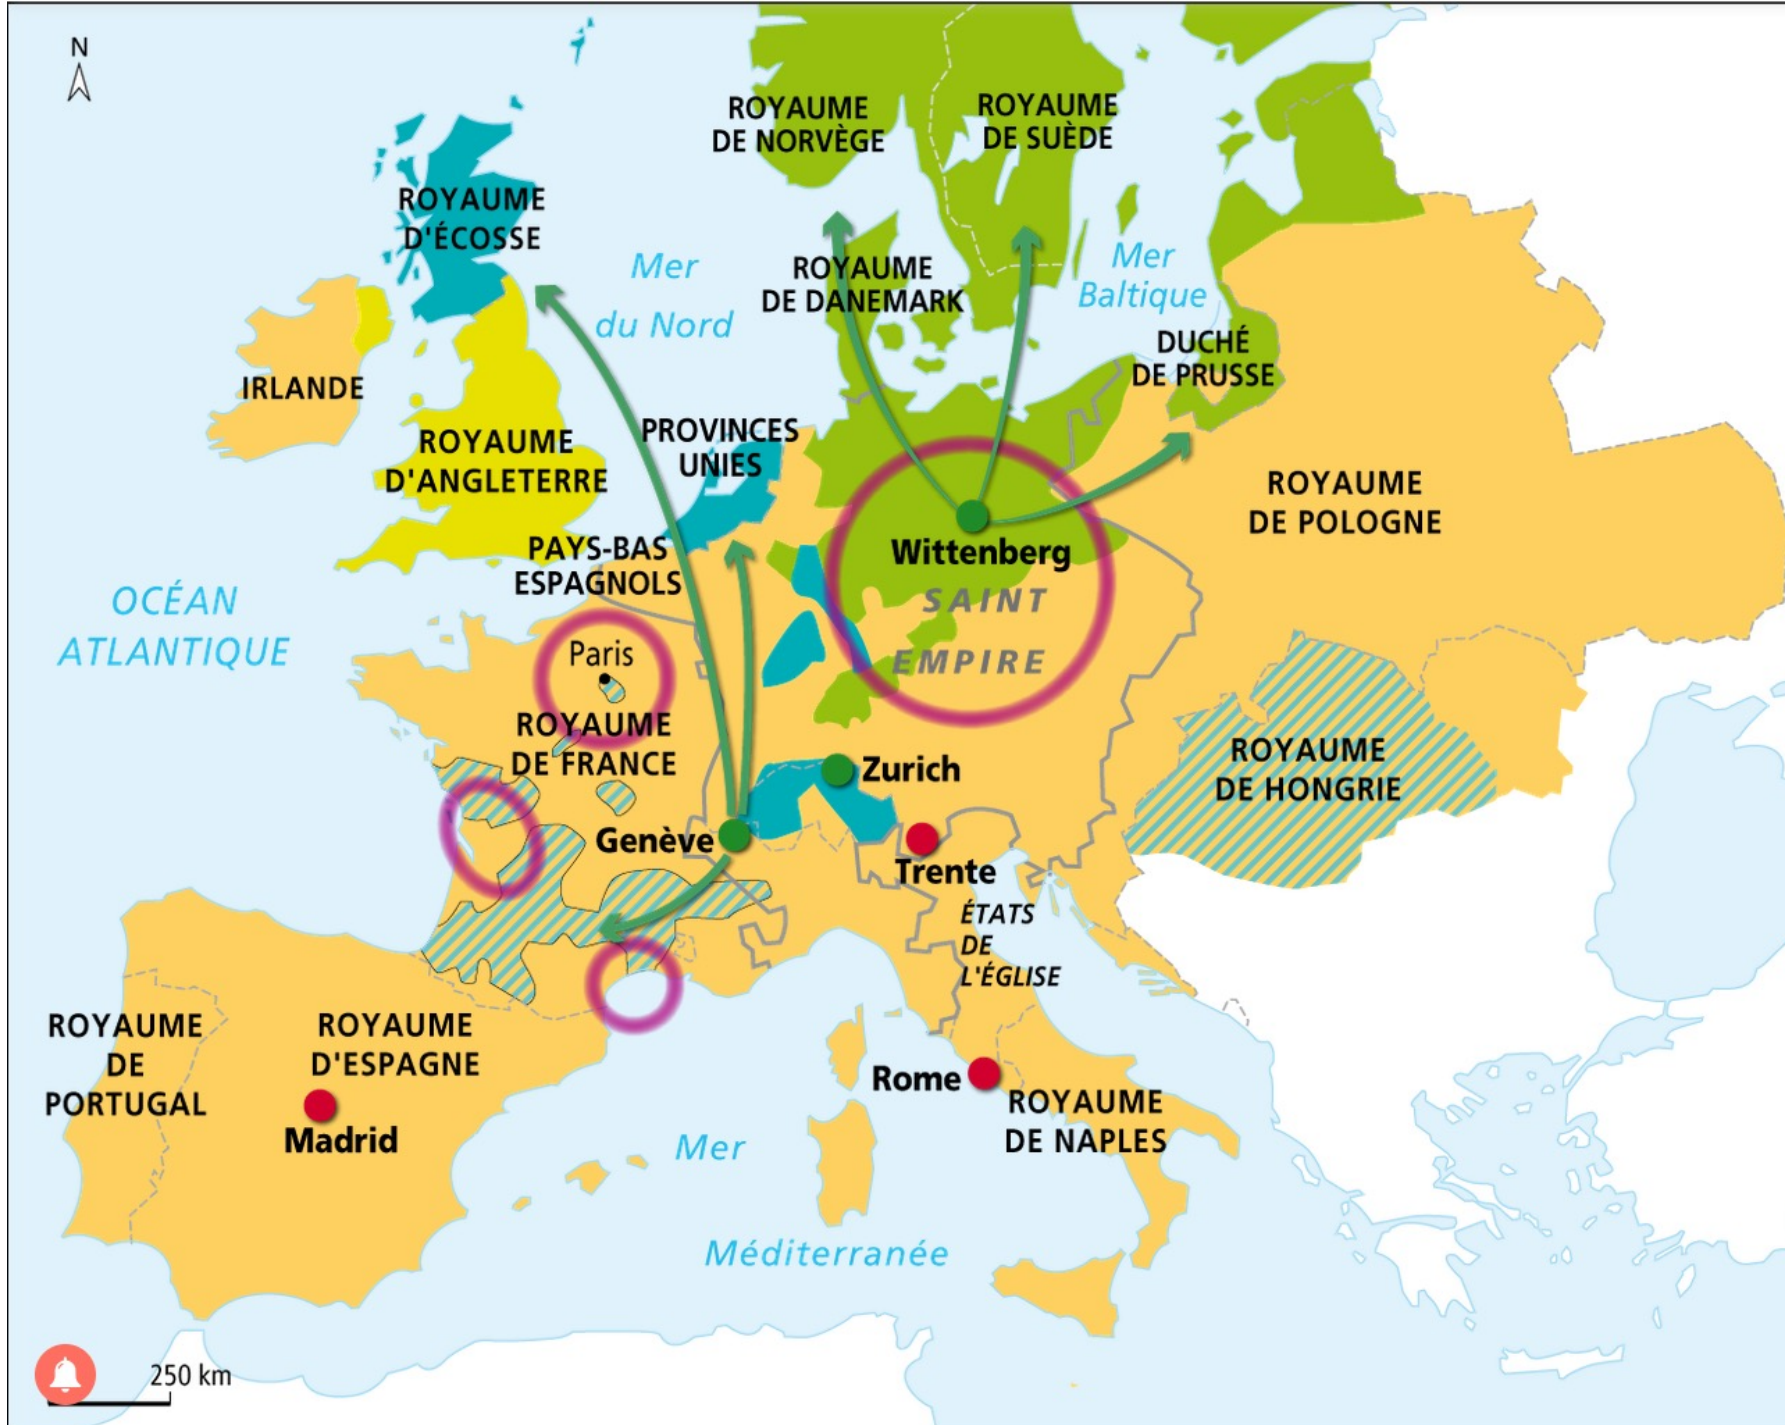 N
ROYAUME
DE NORVÈGE
ROYAUME
DE SUÈDE
ROYAUME
D'ÉCOSSE
Mer
du Nord
ROYAUME
DE DANEMARK
Mer
Baltique
DUCHÉ
DE PRUSSE
IRLANDE
ROYAUME
D'ANGLETERRE
PROVINCES
UNIES
ROYAUME
DE POLOGNE
Wittenberg
PAYS-BAS
ESPAGNOLS
SAINT
EMPIRE
OCÉAN
ATLANTIQUE
Paris
ROYAUME
DE FRANCE
Zurich
ROYAUME
DE HONGRIE
Genève
Trente
ÉTATS
DE
L'ÉGLISE
ROYAUME
DE
PORTUGAL
ROYAUME
D'ESPAGNE
Madrid
Rome
ROYAUME
DE NAPLES
Mer
Méditerranée
250 km